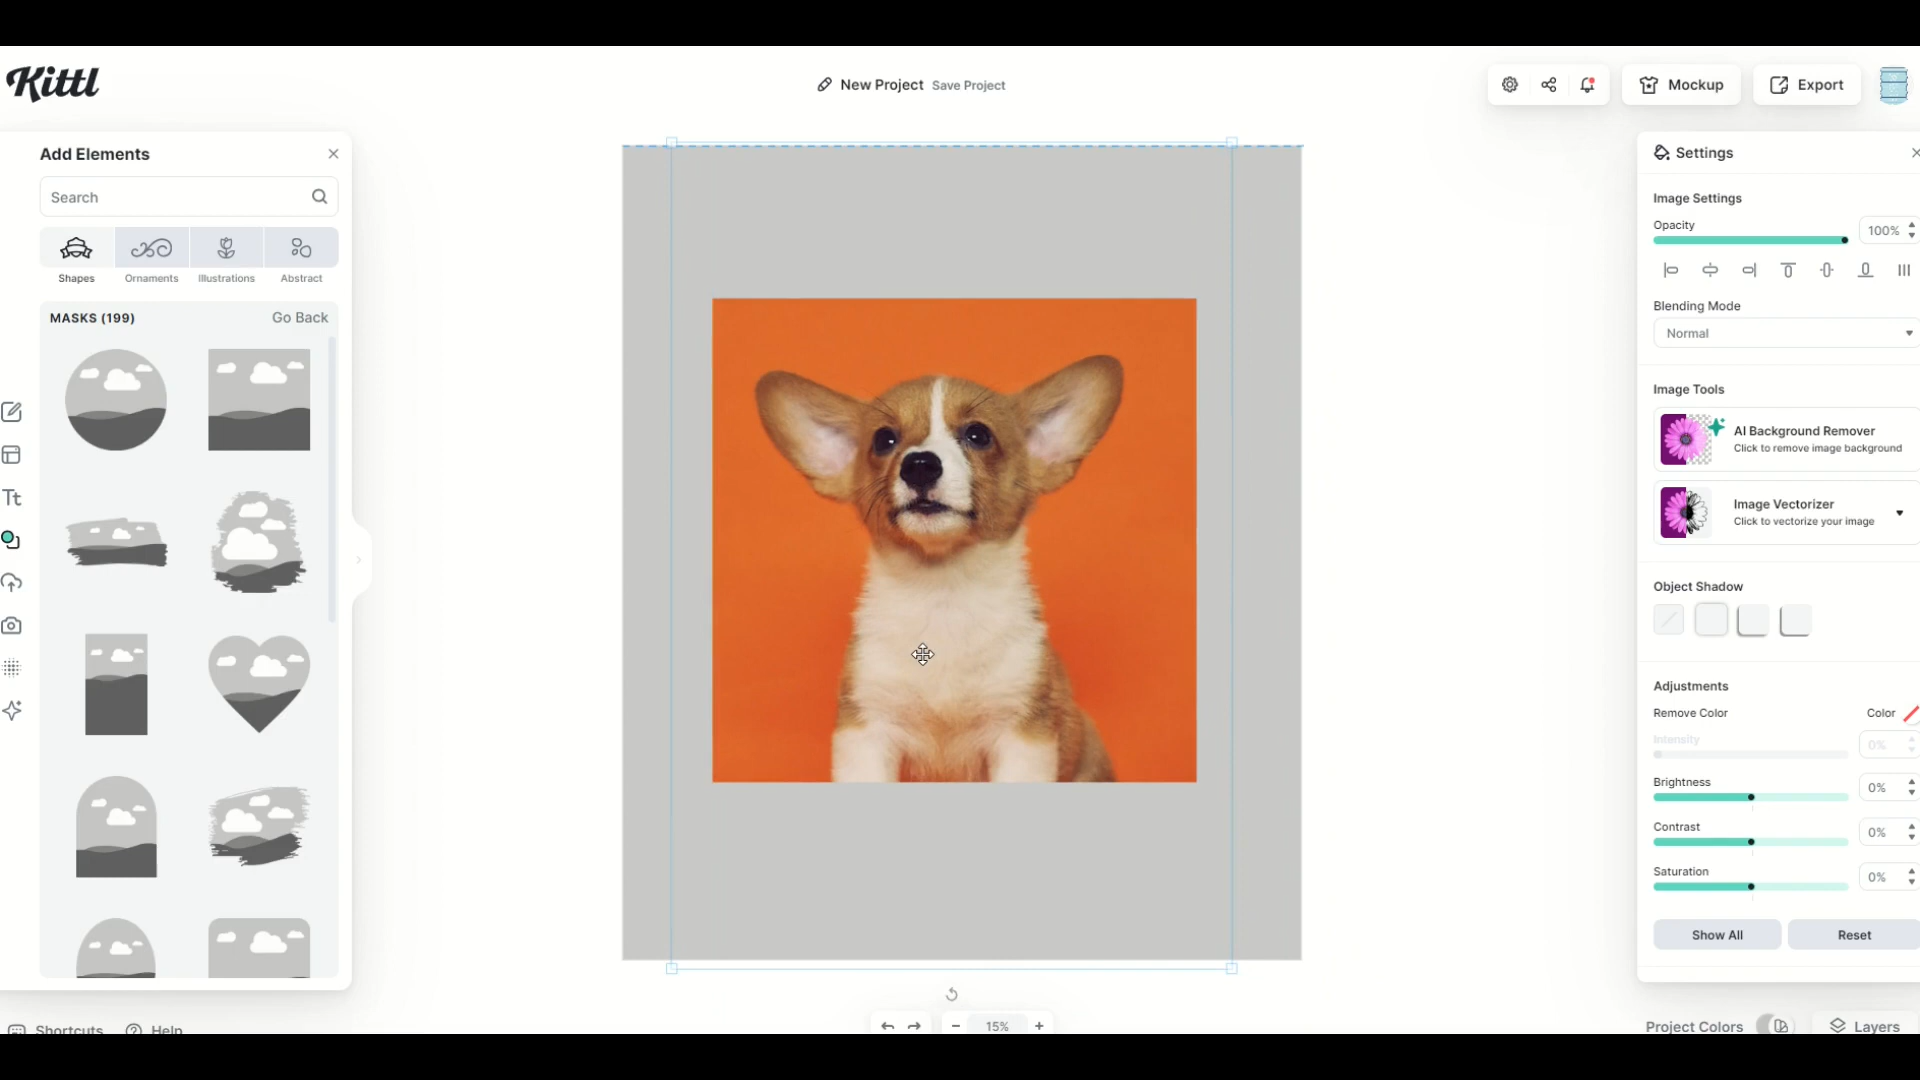 Kittl
New Project Save Project
Mockup
Export
Add Elements
Search
Shapes
Ornaments
Illustrations
Abstract
MASKS (199)
Go Back
Tt
Shortcuts
Help
15%
Settings
Image Settings
Opacity
100%
Blending Mode
Normal
Image Tools
AI Background Remover
Click to remove image background
Image Vectorizer
Click to vectorize your image
Object Shadow
Adjustments
Remove Color
Color
Intensity
0%
Brightness
0%
Contrast
0%
Saturation
0%
Show All
Reset
Project Colors
Layers